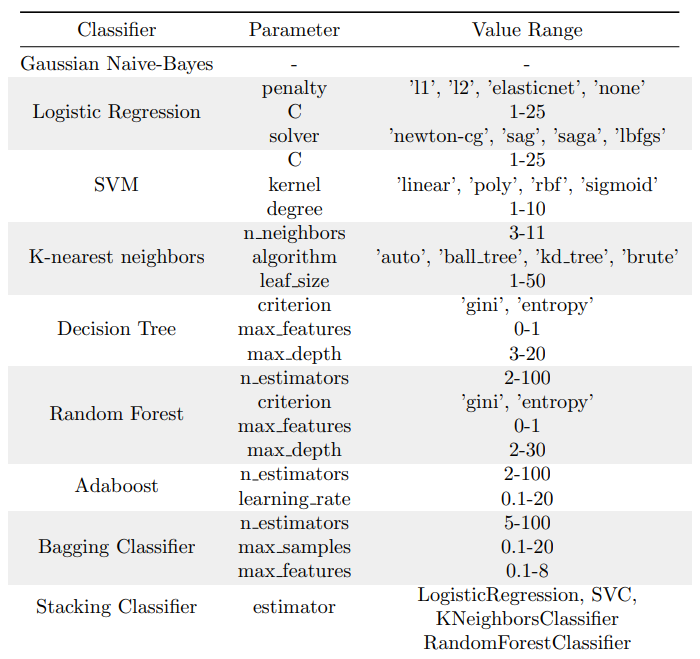 Classifier Parameter Value Range
Gaussian Naive-Bayes - -
penalty 'l1', 'l2', 'elasticnet', 'none'
Logistic Regression C 1-25
solver 'newton-cg', 'sag', 'saga', 'lbfgs'
C 1-25
SVM kernel 'linear', 'poly', 'rbf', 'sigmoid'
degree 1-10
n_neighbors 3-11
K-nearest neighbors algorithm 'auto', 'ball_tree', 'kd_tree', 'brute'
leaf_size 1-50
criterion 'gini', 'entropy'
Decision Tree max_features 0-1
max_depth 3-20
n_estimators 2-100
Random Forest criterion 'gini', 'entropy'
max_features 0-1
max_depth 2-30
Adaboost n_estimators 2-100
learning_rate 0.1-20
n_estimators 5-100
Bagging Classifier max_samples 0.1-20
max_features 0.1-8
Stacking Classifier estimator LogisticRegression, SVC,
KNeighborsClassifier
RandomForestClassifier